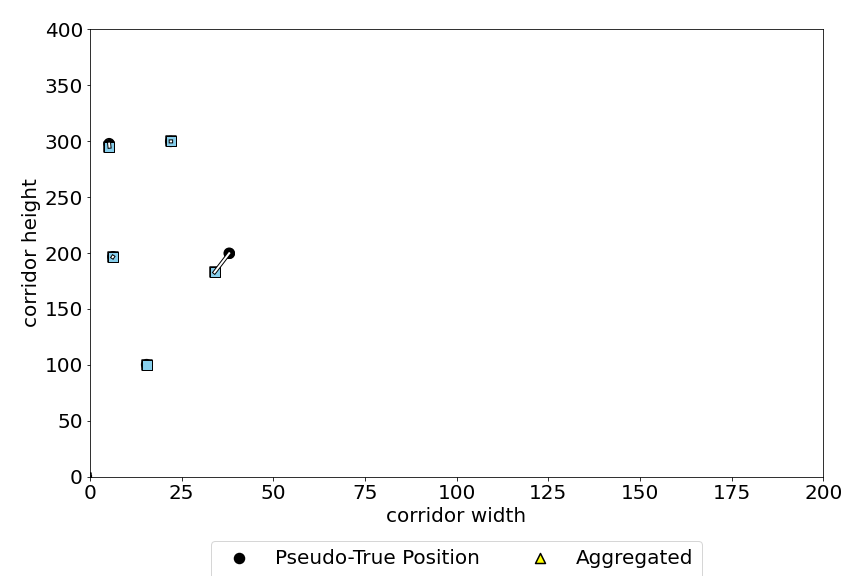 400
350
300
250
200
150
100
50
0
corridor height
0 25 50 75 100 125 150 175 200
corridor width
Pseudo-True Position Aggregated